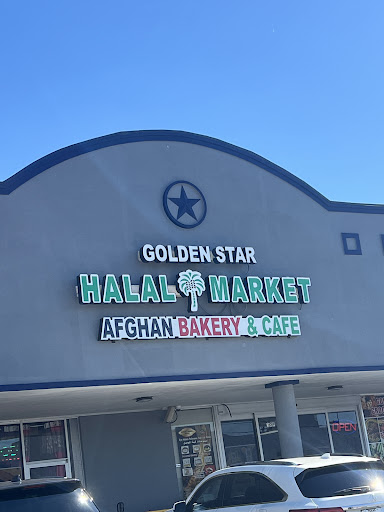 GOLDEN STAR
HALAL MARKET
AFGHAN BAKERY & CAFE
OPEN